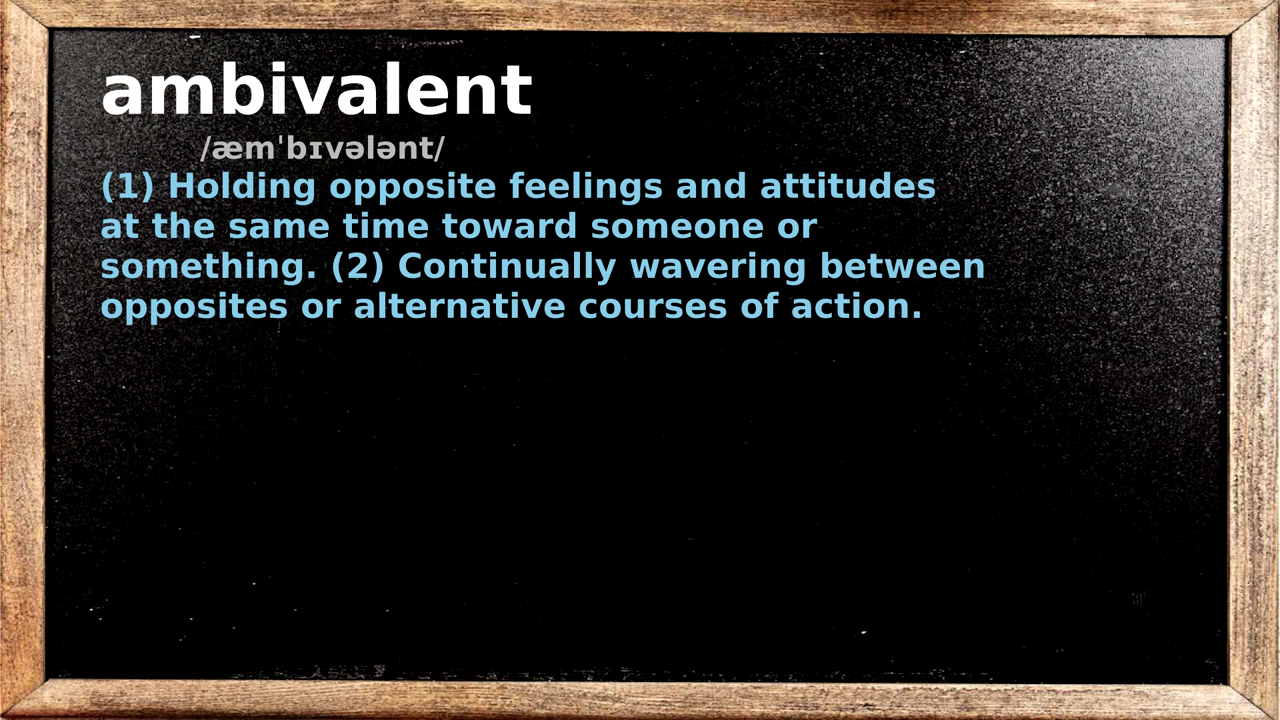 ambivalent
/æmˈbɪvələnt/
(1) Holding opposite feelings and attitudes
at the same time toward someone or
something. (2) Continually wavering between
opposites or alternative courses of action.